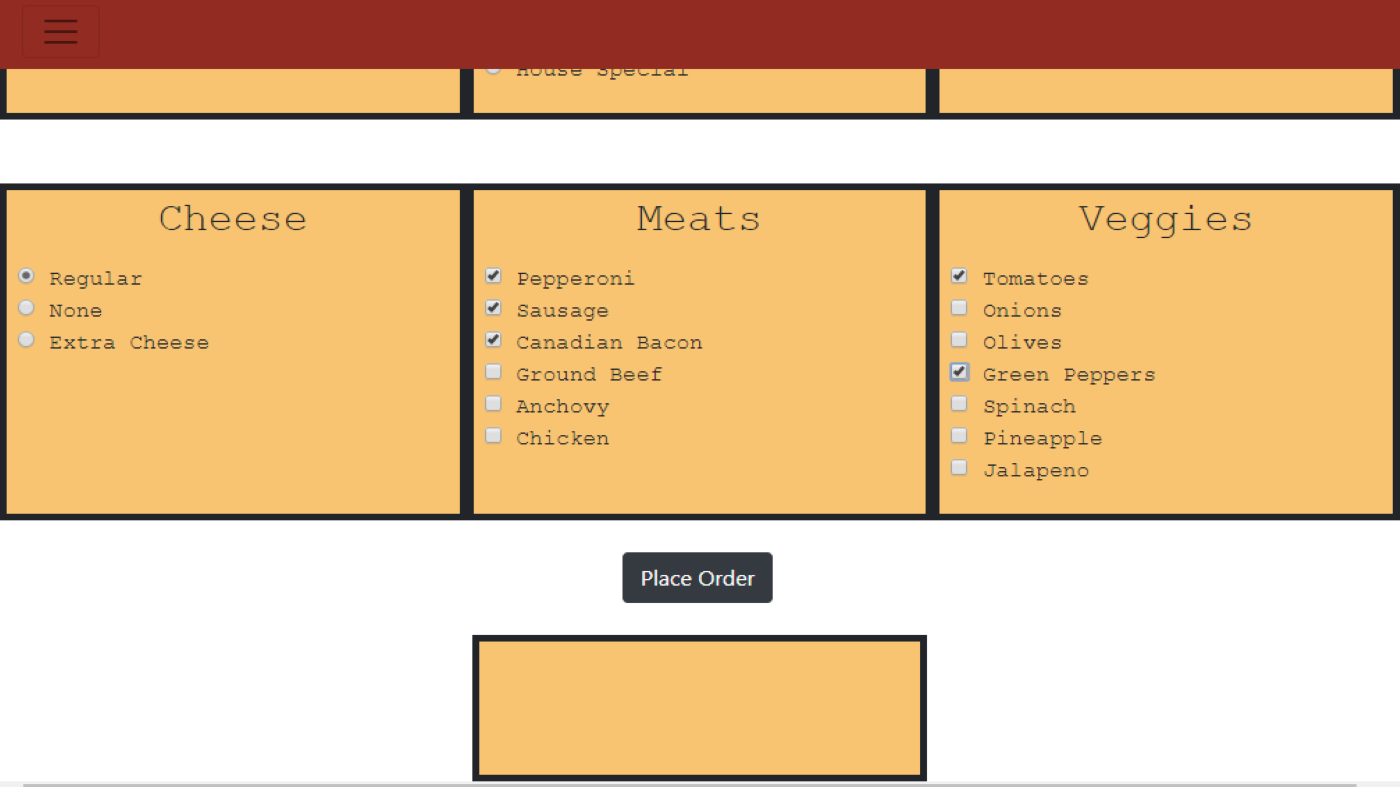 House Special
Cheese
Regular
None
Extra Cheese
Meats
Pepperoni
Sausage
Canadian Bacon
Ground Beef
Anchovy
Chicken
Veggies
Tomatoes
Onions
Olives
Green Peppers
Spinach
Pineapple
Jalapeno
Place Order